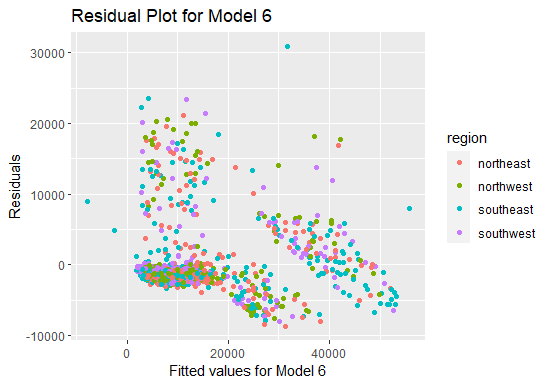 Residual Plot for Model 6
30000
20000
10000
0
-10000
Residuals
0
20000
40000
Fitted values for Model 6
region
northeast
northwest
southeast
southwest